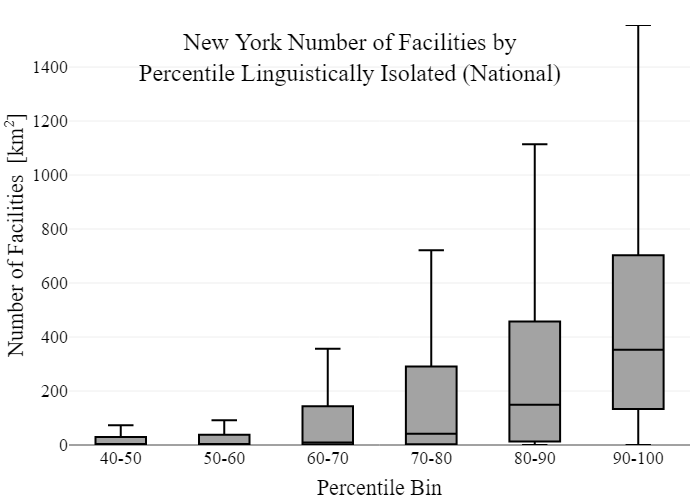 New York Number of Facilities by
Percentile Linguistically Isolated (National)
Number of Facilities [km²]
1400
1200
1000
800
600
400
200
0
40-50 50-60 60-70 70-80 80-90 90-100
Percentile Bin